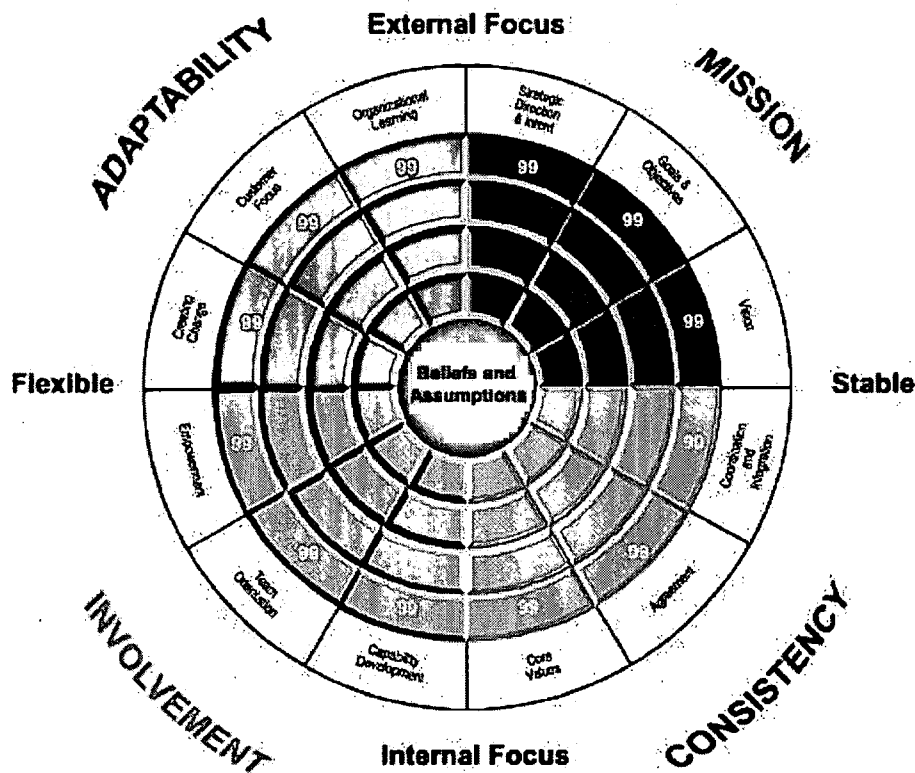 External Focus
ADAPTABILITY
MISSION
Organizational
Learning
Strategic
Direction
& Intent
Customer
Focus
Goals &
Objectives
Creating
Change
Vision
99
99
99
99
99
99
Flexible
Beliefs and
Assumptions
Stable
Empowerment
Coordination
and
Integration
99
99
99
99
99
99
Team
Orientation
Agreement
Capability
Development
Core
Values
INVOLVEMENT
CONSISTENCY
Internal Focus